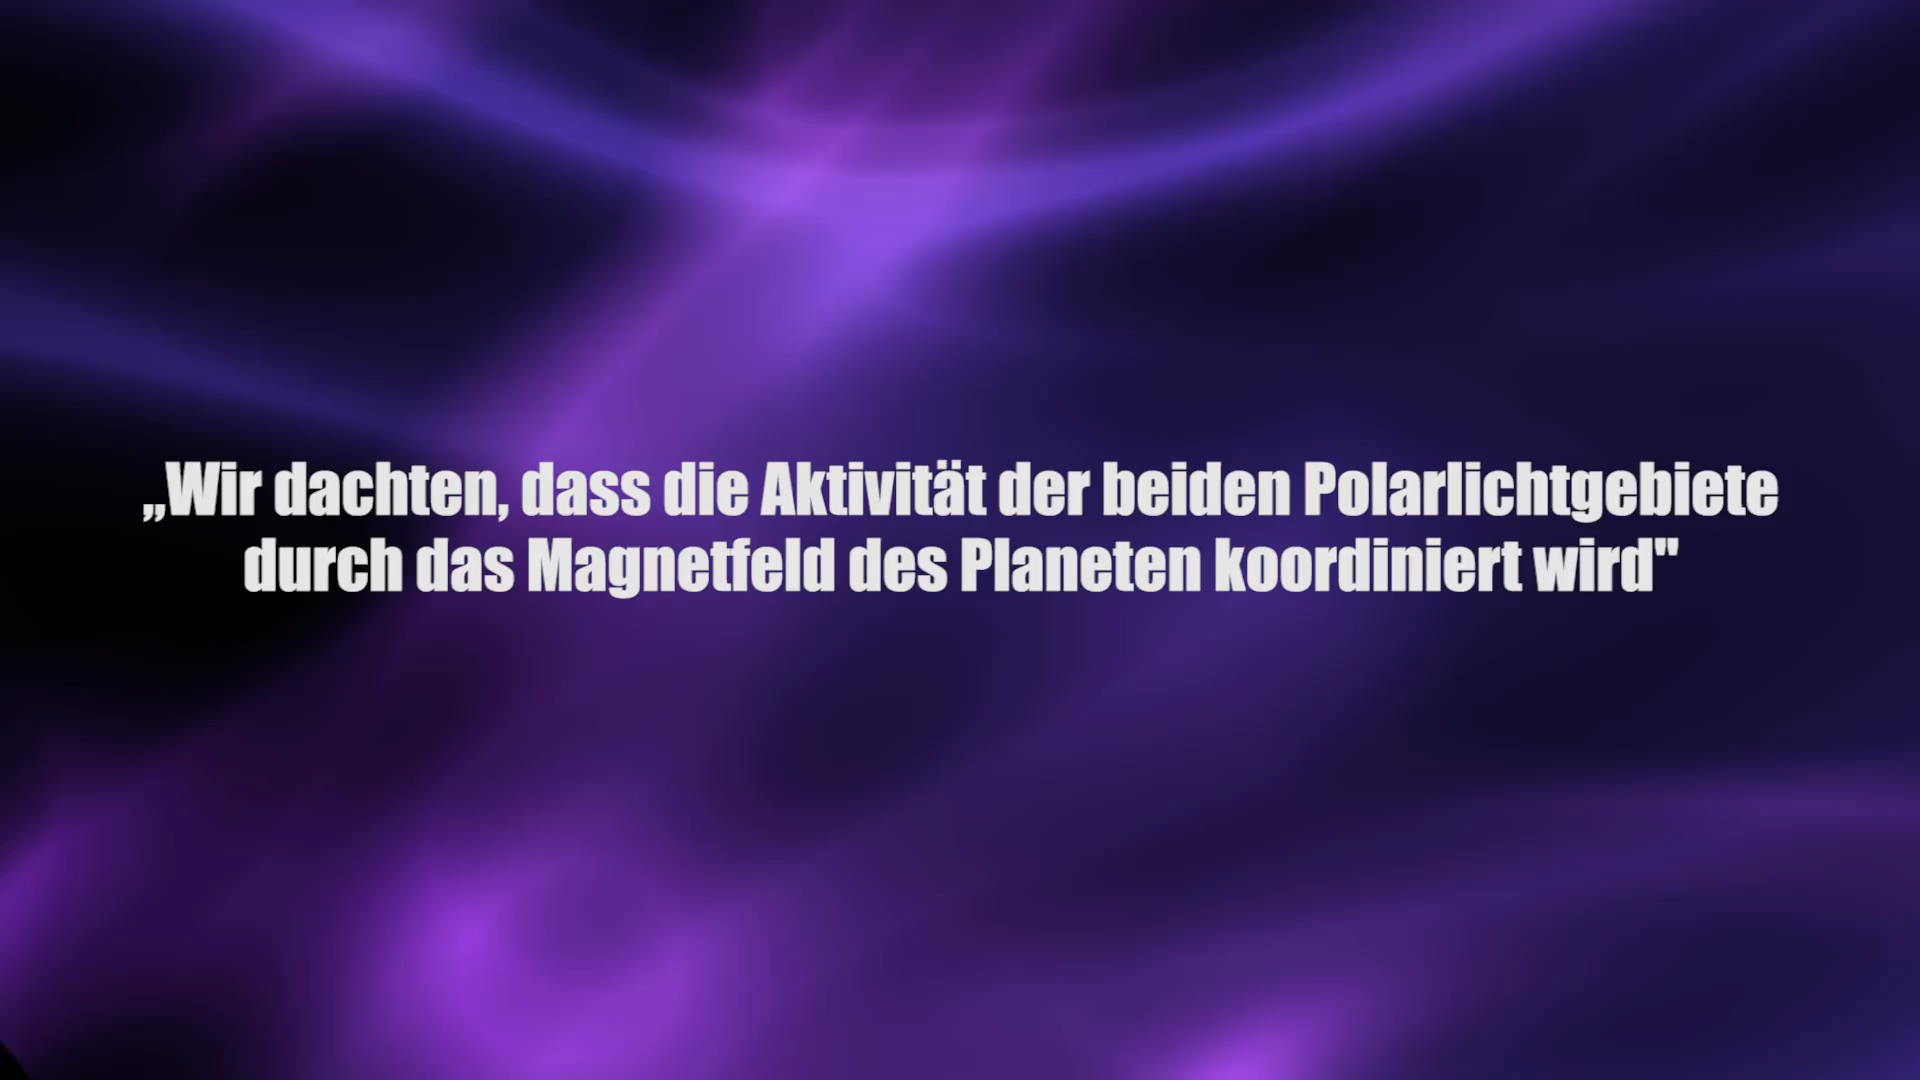 „Wir dachten, dass die Aktivität der beiden Polarlichtgebiete
durch das Magnetfeld des Planeten koordiniert wird"